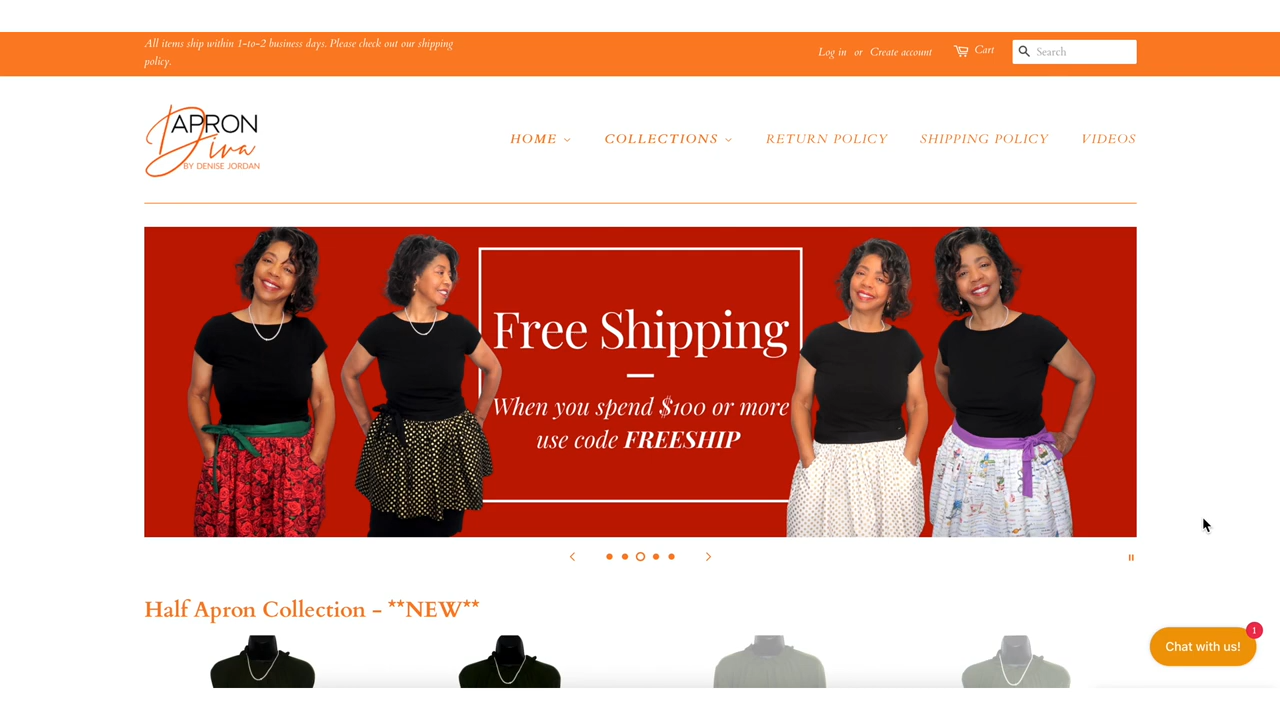 All items ship within 1-to-2 business days. Please check out our shipping
policy.
Log in or Create account
Cart
Search
APRON
Diva
BY DENISE JORDAN
HOME
COLLECTIONS
RETURN POLICY
SHIPPING POLICY
VIDEOS
Free Shipping
When you spend $100 or more
use code FREESHIP
Half Apron Collection - **NEW**
1
Chat with us!